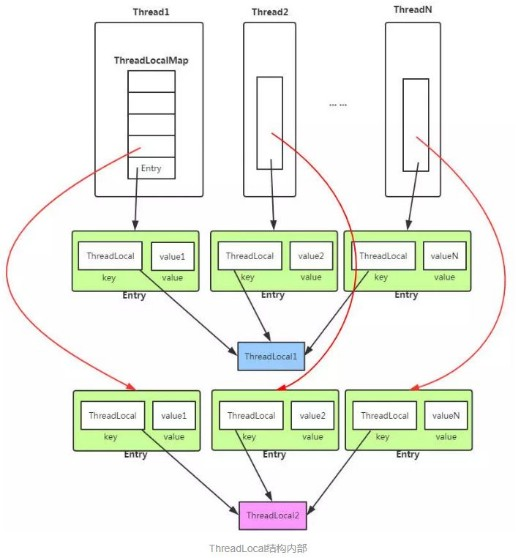 Thread1 Thread2 ThreadN
ThreadLocalMap
... ...
Entry
ThreadLocal value1 ThreadLocal value2 ThreadLocal valueN
key value key value key value
Entry Entry Entry
ThreadLocal1
ThreadLocal value1 ThreadLocal value2 ThreadLocal valueN
key value key value key value
Entry Entry Entry
ThreadLocal2
ThreadLocal结构内部